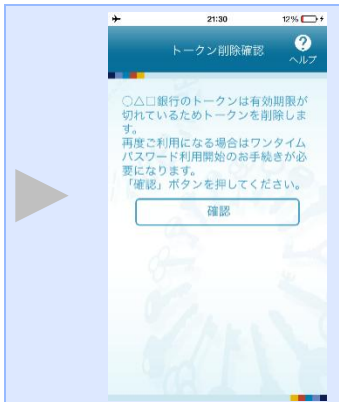 21:30 12%
トークン削除確認
?
ヘルプ
○△□銀行のトークンは有効期限が
切れているためトークンを削除しま
す。
再度ご利用になる場合はワンタイム
パスワード利用開始のお手続きが必
要になります。
「確認」ボタンを押してください。
確認